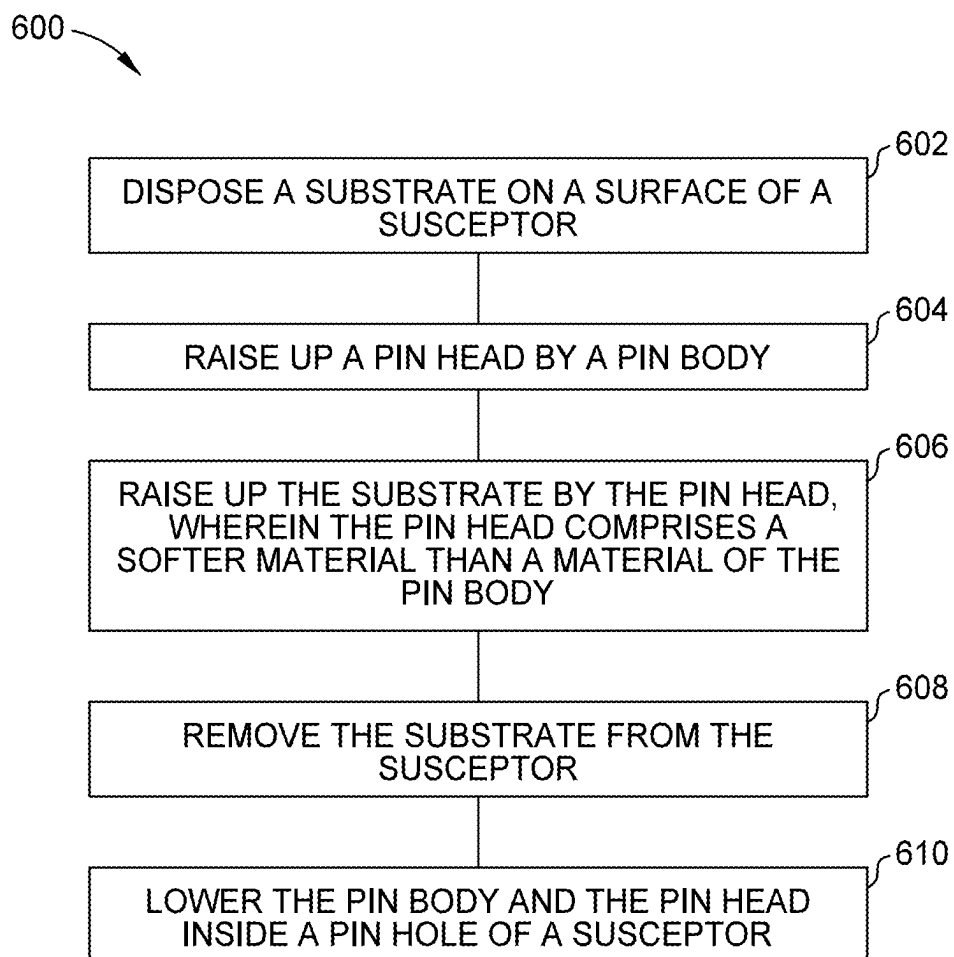 600
602
DISPOSE A SUBSTRATE ON A SURFACE OF A
SUSCEPTOR
604
RAISE UP A PIN HEAD BY A PIN BODY
606
RAISE UP THE SUBSTRATE BY THE PIN HEAD,
WHEREIN THE PIN HEAD COMPRISES A
SOFTER MATERIAL THAN A MATERIAL OF THE
PIN BODY
608
REMOVE THE SUBSTRATE FROM THE
SUSCEPTOR
610
LOWER THE PIN BODY AND THE PIN HEAD
INSIDE A PIN HOLE OF A SUSCEPTOR